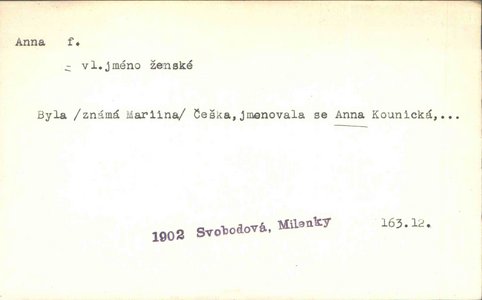 Anna f.
= vl.jméno ženské
Byla /známá Mariina/ Češka,jmenovala se Anna Kounická,...
1902 Svobodová, Milenky 163.12.